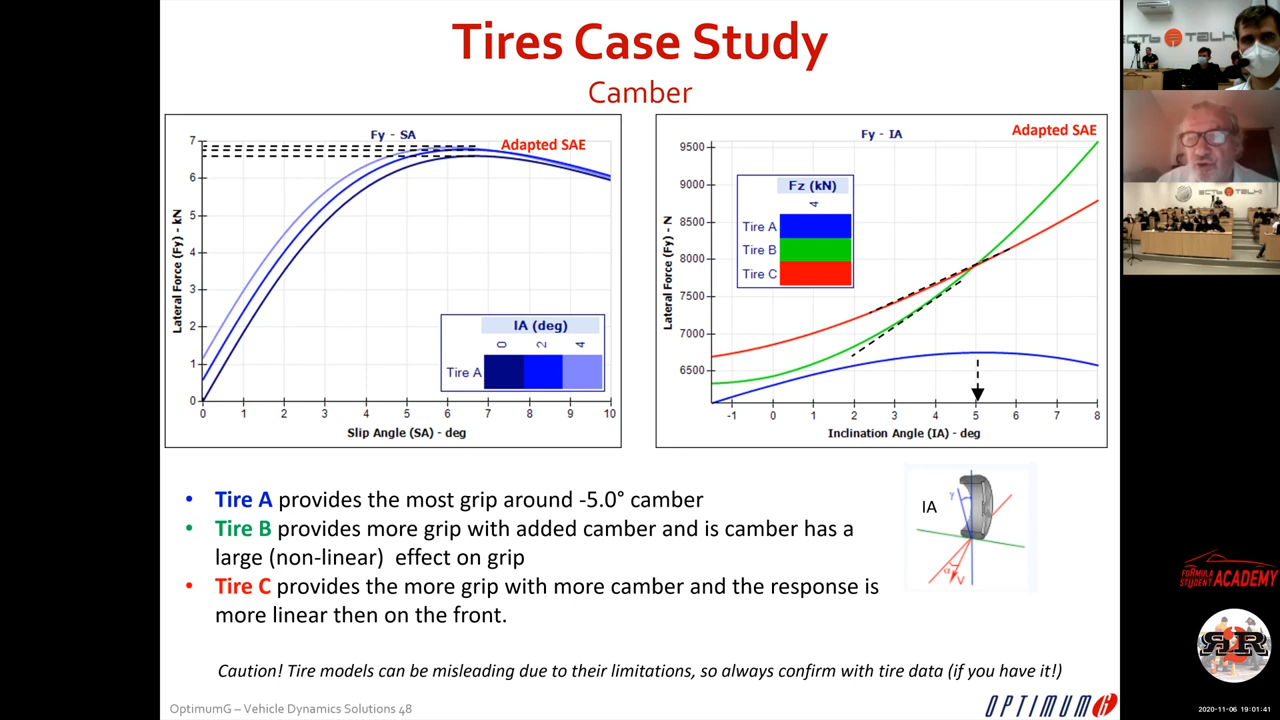 Tires Case Study
Camber
Fy - SA
Adapted SAE
Lateral Force (Fy) - kN
7
6
5
4
3
2
1
0
0 1 2 3 4 5 6 7 8 9 10
Slip Angle (SA) - deg
IA (deg)
0 2 4
Tire A
Fy - IA
Adapted SAE
Lateral Force (Fy) - N
9500
9000
8500
8000
7500
7000
6500
-1 0 1 2 3 4 5 6 7 8
Inclination Angle (IA) - deg
Fz (kN)
4
Tire A
Tire B
Tire C
• Tire A provides the most grip around -5.0° camber
• Tire B provides more grip with added camber and is camber has a
large (non-linear) effect on grip
• Tire C provides the more grip with more camber and the response is
more linear then on the front.
IA
γ
α
V
Caution! Tire models can be misleading due to their limitations, so always confirm with tire data (if you have it!)
OptimumG – Vehicle Dynamics Solutions 48
OPTIMUMG
ЕСТЬ TALK
ЕСТЬ TALK
FORMULA
STUDENT ACADEMY
2020-11-06 19:01:41